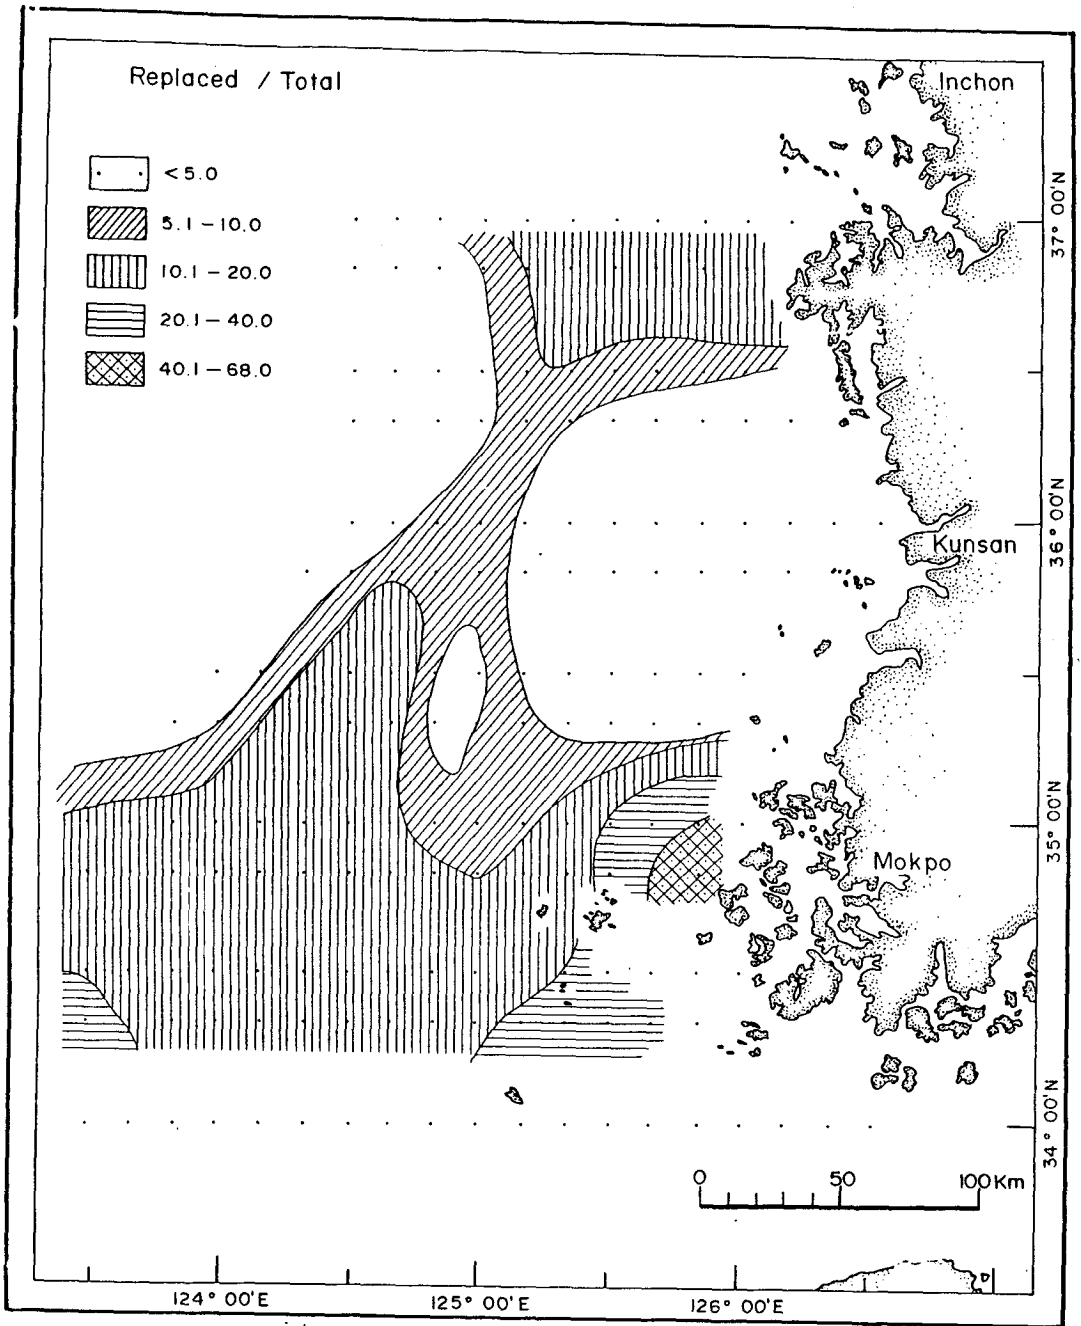 Replaced / Total
Inchon
<5.0
5.1-10.0
10.1-20.0
20.1-40.0
40.1-68.0
37° 00'N
36° 00'N
Kunsan
35° 00'N
Mokpo
34° 00'N
0 50 100Km
124° 00'E 125° 00'E 126° 00'E